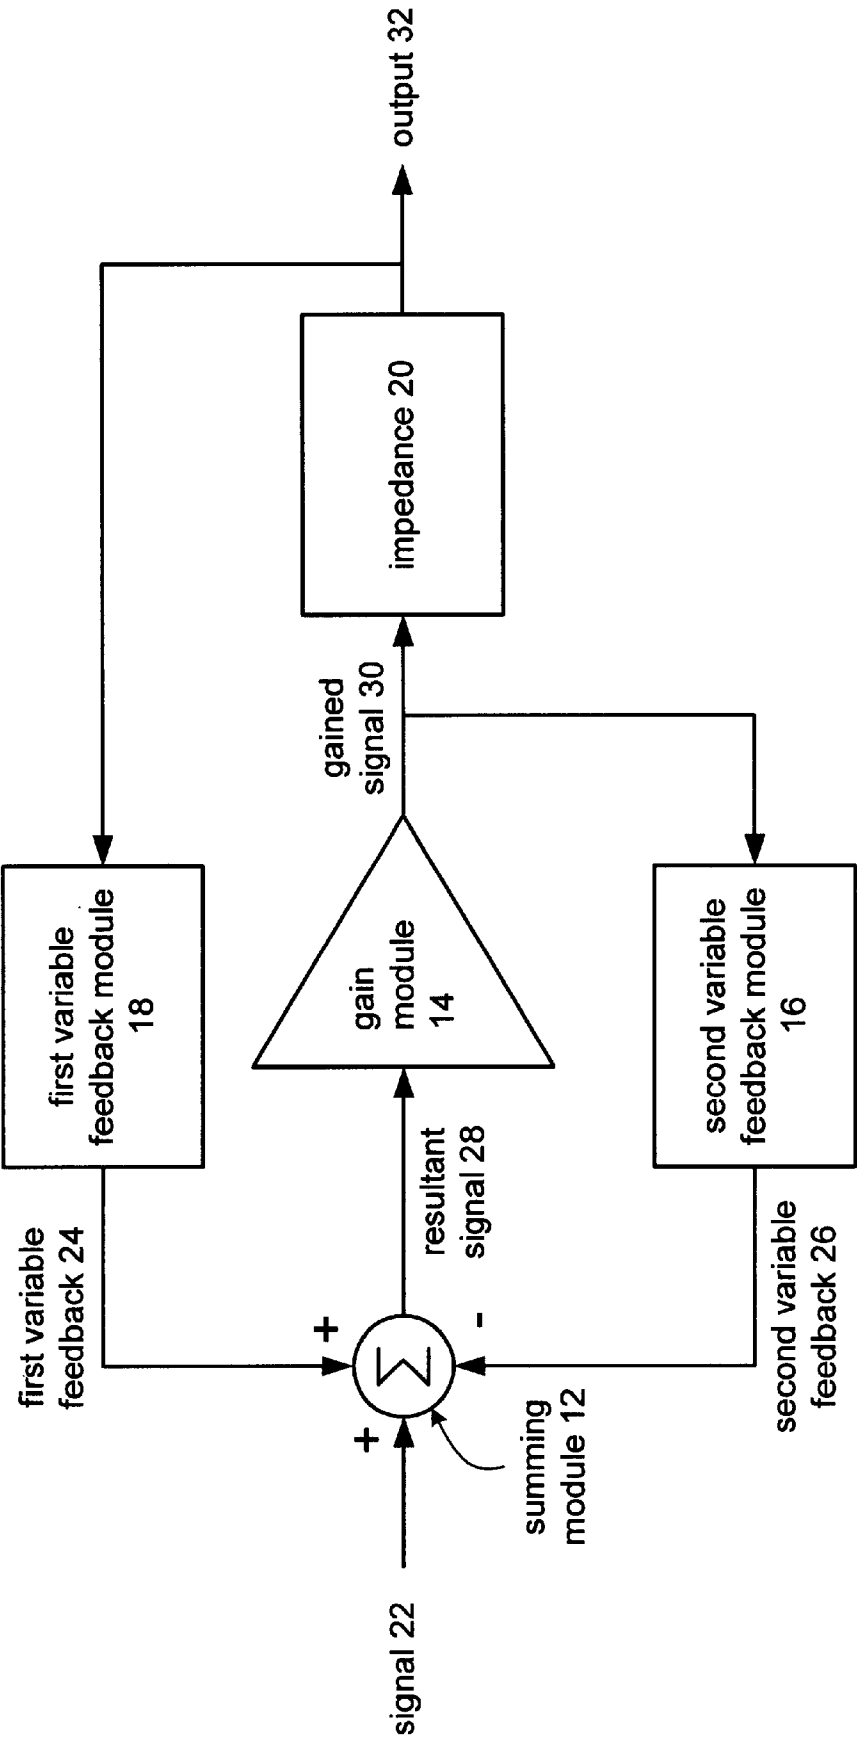 first variable
feedback 24
first variable
feedback module
18
signal 22
+
+
-
Σ
summing
module 12
resultant
signal 28
gain
module
14
gained
signal 30
impedance 20
output 32
second variable
feedback 26
second variable
feedback module
16